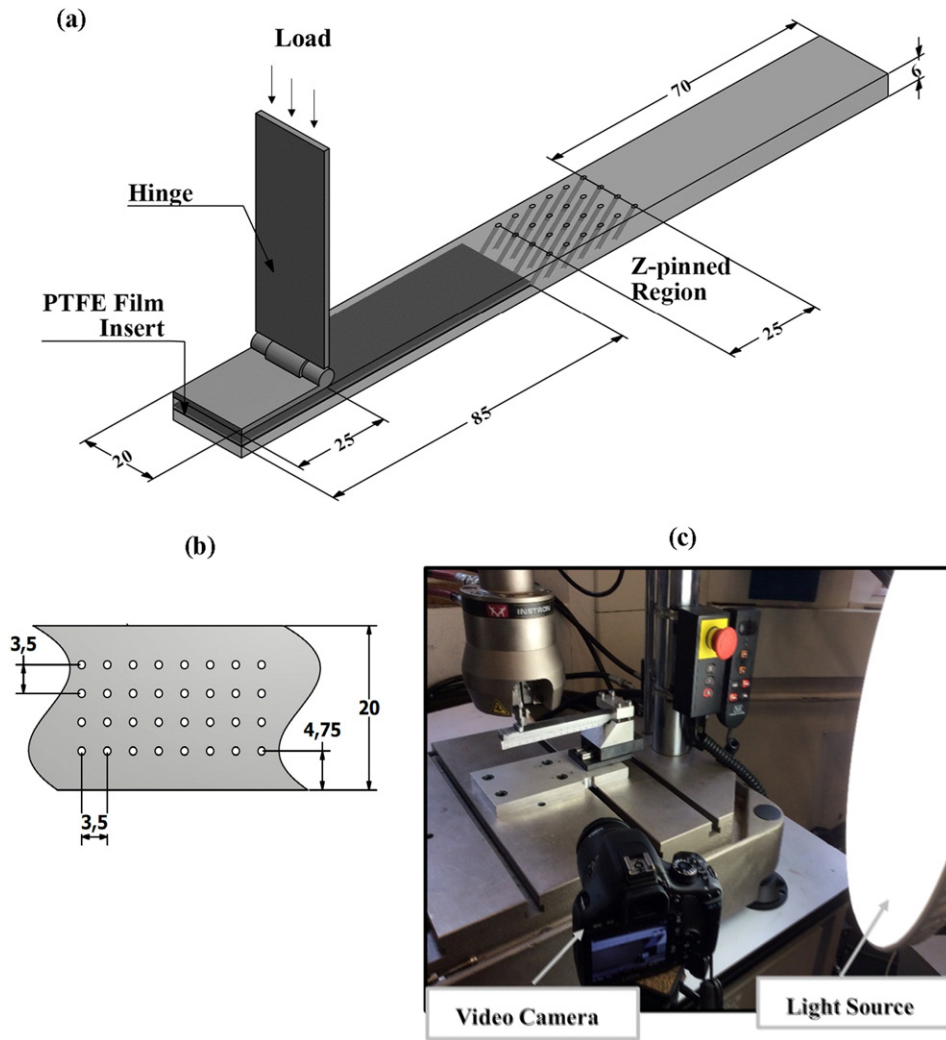 (a)
Load
70
6
Hinge
PTFE Film
Insert
Z-pinned
Region
25
85
25
20
(b)
3,5
20
4,75
3,5
(c)
INSTRON
Video Camera
Light Source